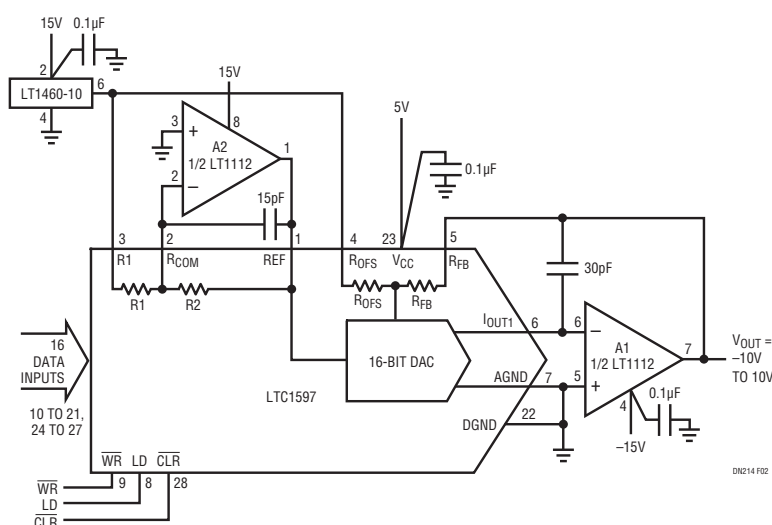 15V
0.1µF
2
LT1460-10
6
4
15V
3
+
8
A2
1/2 LT1112
1
2
–
15pF
5V
0.1µF
3
2
1
4
23
5
R1
RCOM
REF
ROFS
VCC
RFB
R1
R2
ROFS
RFB
30pF
16
DATA
INPUTS
10 TO 21,
24 TO 27
16-BIT DAC
LTC1597
IOUT1
6
6
–
A1
1/2 LT1112
7
VOUT =
–10V
TO 10V
AGND
7
5
+
0.1µF
4
–15V
DGND
22
WR
LD
CLR
WR
9
8
28
LD
CLR
DN214 F02